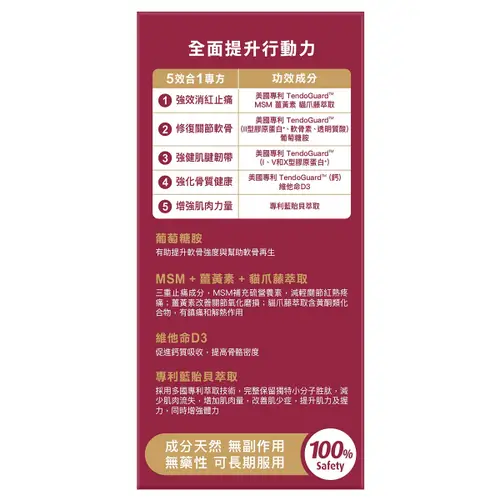 全面提升行動力
5效合1專方 功效成分
1 強效消紅止痛 美國專利 TendoGuard™
MSM 薑黃素 貓爪藤萃取
2 修復關節軟骨 美國專利 TendoGuard™
(II型膠原蛋白*、軟骨素、透明質酸)
葡萄糖胺
3 強健肌腱韌帶 美國專利 TendoGuard™
(I、V和X型膠原蛋白*)
4 強化骨質健康 美國專利 TendoGuard™ (鈣)
維他命D3
5 增強肌肉力量 專利藍貽貝萃取
葡萄糖胺
有助提升軟骨強度與幫助軟骨再生
MSM + 薑黃素 + 貓爪藤萃取
三重止痛成分，MSM補充硫營養素，減輕關節紅熱疼
痛；薑黃素改善關節氧化磨損；貓爪藤萃取含黃酮類化
合物，有鎮痛和解熱作用
維他命D3
促進鈣質吸收，提高骨骼密度
專利藍貽貝萃取
採用多國專利萃取技術，完整保留獨特小分子胜肽，減
少肌肉流失，增加肌肉量，改善肌少症，提升肌力及握
力，同時增強體力
成分天然 無副作用
無藥性 可長期服用
100%
Safety